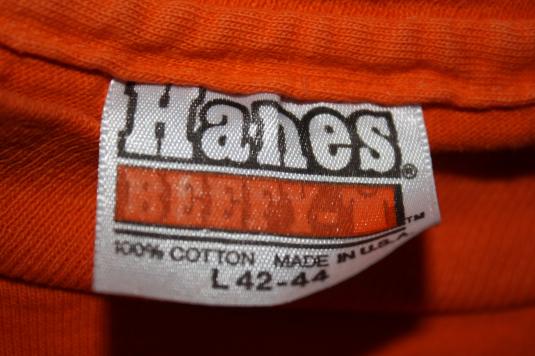 Hanes®
BEEFY-T™
100% COTTON MADE IN U.S.A.
L 42-44